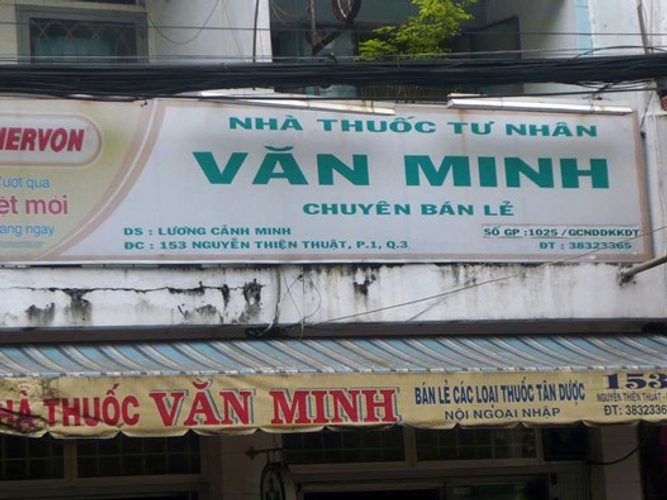 HERVON
ượt qua
ệt mỏi
àng ngay
NHÀ THUỐC TƯ NHÂN
VĂN MINH
CHUYÊN BÁN LẺ
DS : LƯƠNG CẢNH MINH
ĐC : 153 NGUYỄN THIỆN THUẬT, P.1, Q.3
SỐ GP : 1025 /GCNDDKKDT
ĐT : 38323365
HÀ THUỐC VĂN MINH
BÁN LẺ CÁC LOẠI THUỐC TÂN DƯỢC
NỘI NGOẠI NHẬP
153
NGUYỄN THIỆN THUẬT -
ĐT: 3832336